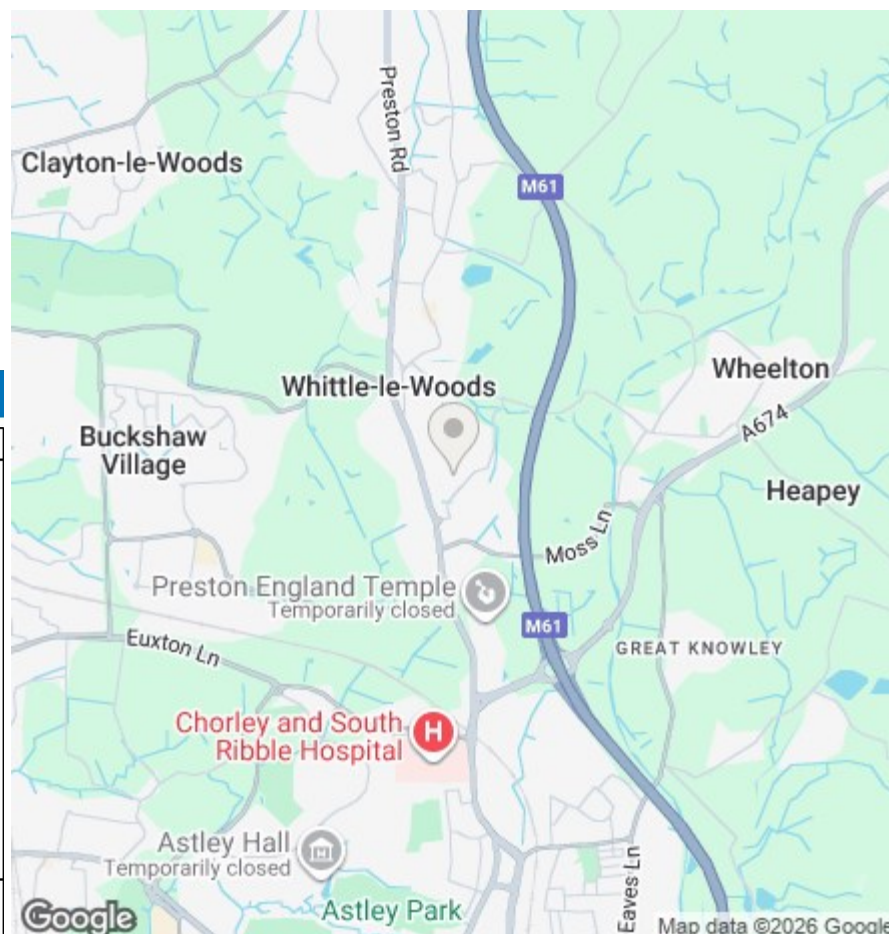 Preston Rd
Clayton-le-Woods
M61
Whittle-le-Woods
Wheelton
A674
Buckshaw
Village
Heapey
Moss Ln
Preston England Temple
Temporarily closed
M61
Euxton Ln
GREAT KNOWLEY
Chorley and South
Ribble Hospital
H
Astley Hall
Temporarily closed
Eaves Ln
Astley Park
Google
Map data ©2026 Google